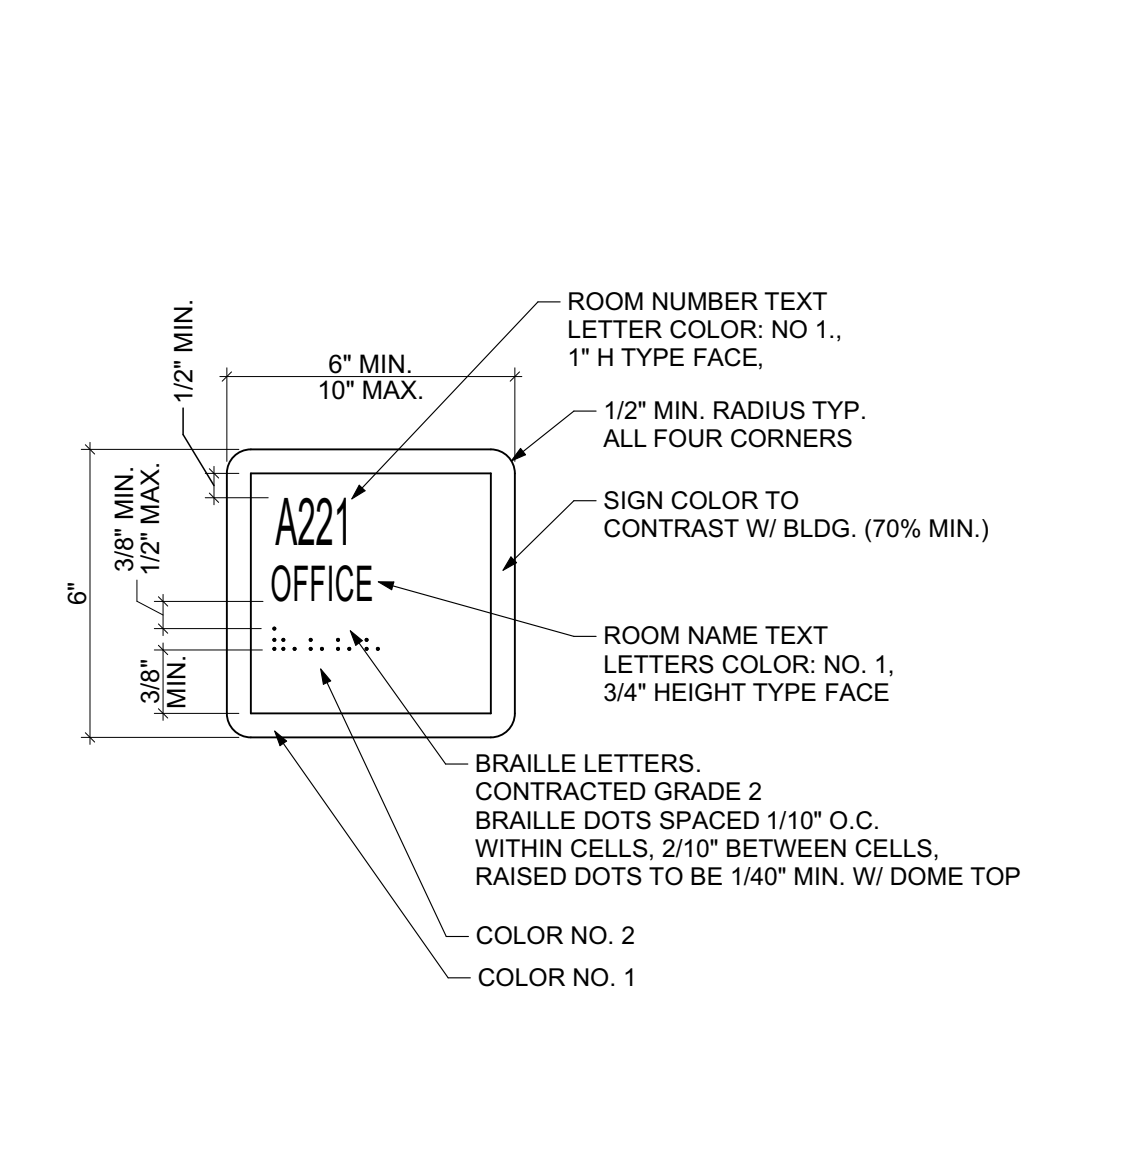 ROOM NUMBER TEXT
LETTER COLOR: NO 1.,
1" H TYPE FACE,
1/2" MIN.
6" MIN.
10" MAX.
1/2" MIN. RADIUS TYP.
ALL FOUR CORNERS
3/8" MIN.
1/2" MAX.
SIGN COLOR TO
CONTRAST W/ BLDG. (70% MIN.)
A221
OFFICE
6"
ROOM NAME TEXT
LETTERS COLOR: NO. 1,
3/4" HEIGHT TYPE FACE
3/8"
MIN.
BRAILLE LETTERS.
CONTRACTED GRADE 2
BRAILLE DOTS SPACED 1/10" O.C.
WITHIN CELLS, 2/10" BETWEEN CELLS,
RAISED DOTS TO BE 1/40" MIN. W/ DOME TOP
COLOR NO. 2
COLOR NO. 1